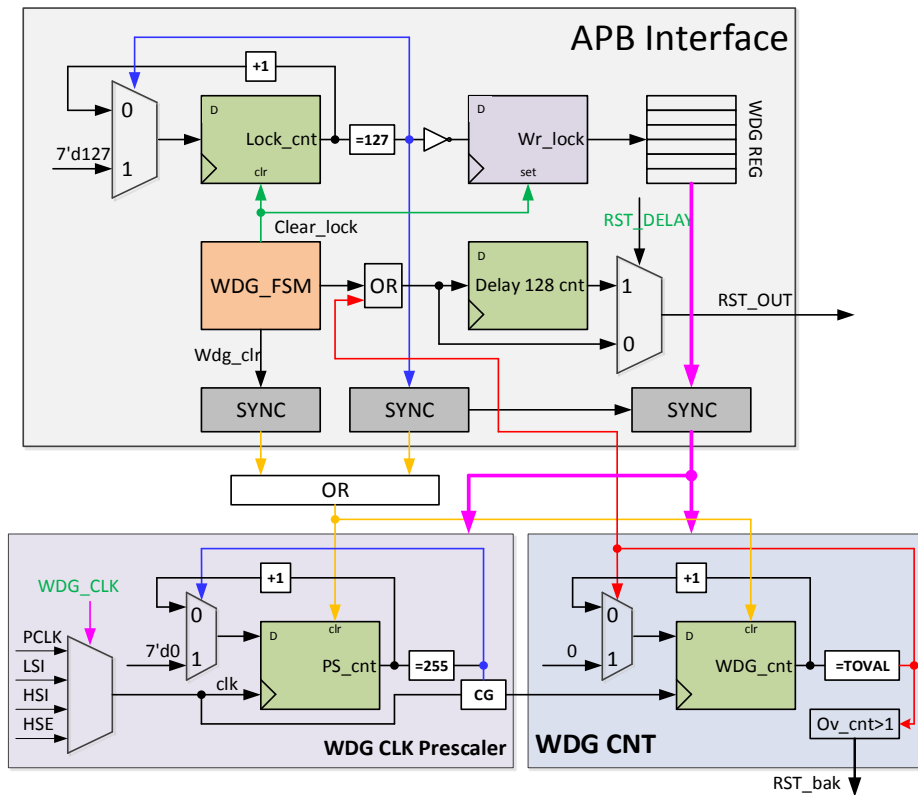 APB Interface
+1
0
D
Lock_cnt
=127
D
Wr_lock
WDG REG
7'd127
1
clr
set
Clear_lock
RST_DELAY
D
WDG_FSM
OR
Delay 128 cnt
1
RST_OUT
0
Wdg_clr
SYNC
SYNC
SYNC
OR
WDG_CLK
+1
0
7'd0
1
D
clr
PS_cnt
=255
PCLK
LSI
HSI
HSE
clk
CG
WDG CLK Prescaler
+1
0
0
1
D
clr
WDG_cnt
=TOVAL
Ov_cnt>1
WDG CNT
RST_bak